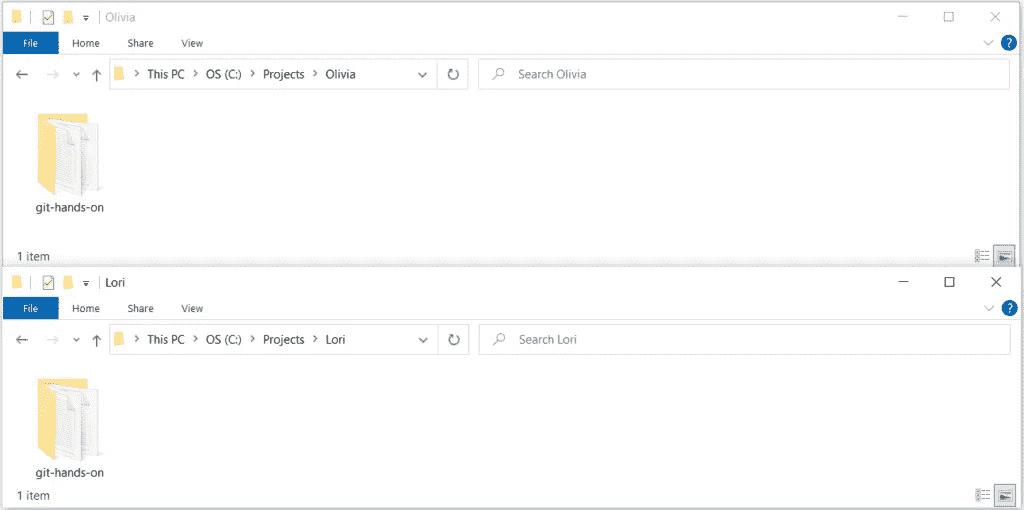 Olivia
File Home Share View ?
This PC > OS (C:) > Projects > Olivia Search Olivia
git-hands-on
1 item
Lori
File Home Share View ?
This PC > OS (C:) > Projects > Lori Search Lori
git-hands-on
1 item